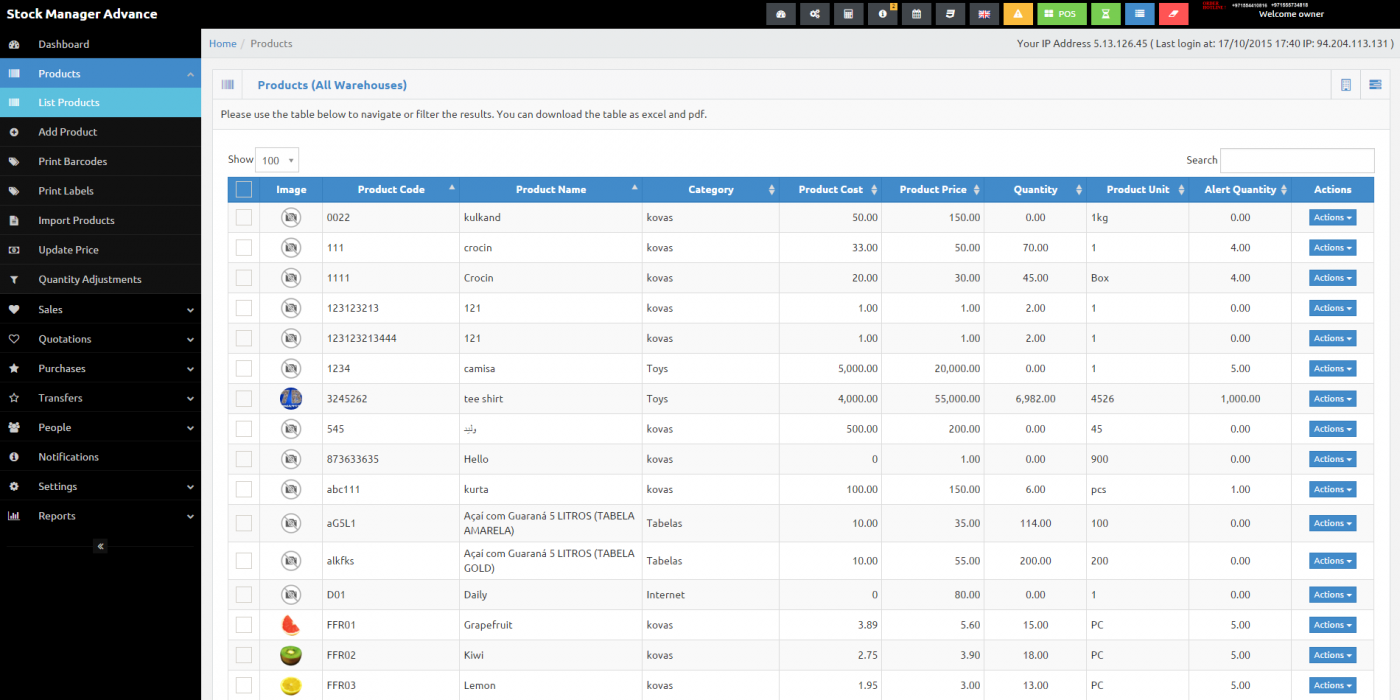 Stock Manager Advance
2
POS
+971554410816 +971555734818
Welcome owner
Dashboard
Products
List Products
Add Product
Print Barcodes
Print Labels
Import Products
Update Price
Quantity Adjustments
Sales
Quotations
Purchases
Transfers
People
Notifications
Settings
Reports
Home / Products
Your IP Address 5.13.126.45 ( Last login at: 17/10/2015 17:40 IP: 94.204.113.131 )
Products (All Warehouses)
Please use the table below to navigate or filter the results. You can download the table as excel and pdf.
Show 100
Search
Image Product Code Product Name Category Product Cost Product Price Quantity Product Unit Alert Quantity Actions
0022 kulkand kovas 50.00 150.00 0.00 1kg 0.00 Actions
111 crocin kovas 33.00 50.00 70.00 1 4.00 Actions
1111 Crocin kovas 20.00 30.00 45.00 Box 4.00 Actions
123123213 121 kovas 1.00 1.00 2.00 1 0.00 Actions
123123213444 121 kovas 1.00 1.00 2.00 1 0.00 Actions
1234 camisa Toys 5,000.00 20,000.00 0.00 1 5.00 Actions
3245262 tee shirt Toys 4,000.00 55,000.00 6,982.00 4526 1,000.00 Actions
545 وليد kovas 500.00 200.00 0.00 45 0.00 Actions
873633635 Hello kovas 0 1.00 0.00 900 0.00 Actions
abc111 kurta kovas 100.00 150.00 6.00 pcs 1.00 Actions
aG5L1 Açaí com Guaraná 5 LITROS (TABELA AMARELA) Tabelas 10.00 35.00 114.00 100 0.00 Actions
alkfks Açaí com Guaraná 5 LITROS (TABELA GOLD) Tabelas 10.00 55.00 200.00 200 0.00 Actions
D01 Daily Internet 0 80.00 0.00 1 0.00 Actions
FFR01 Grapefruit kovas 3.89 5.60 15.00 PC 5.00 Actions
FFR02 Kiwi kovas 2.75 3.90 18.00 PC 5.00 Actions
FFR03 Lemon kovas 1.95 3.00 13.00 PC 5.00 Actions